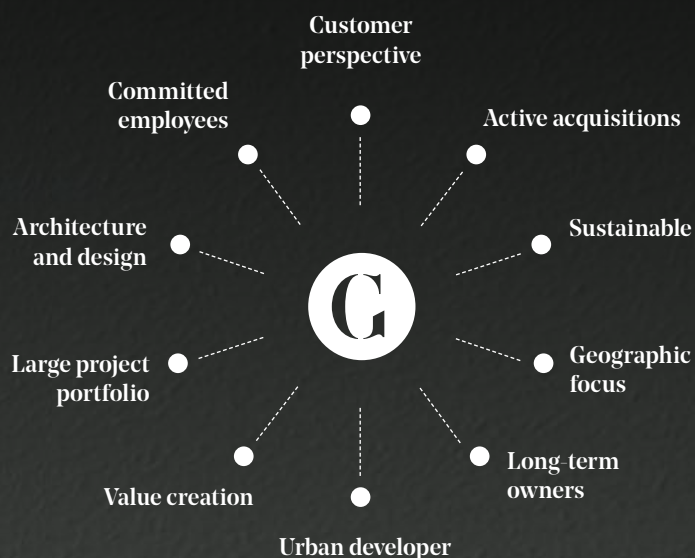 Customer
perspective
Committed
employees
Active acquisitions
Architecture
and design
Sustainable
G
Large project
portfolio
Geographic
focus
Value creation
Long-term
owners
Urban developer